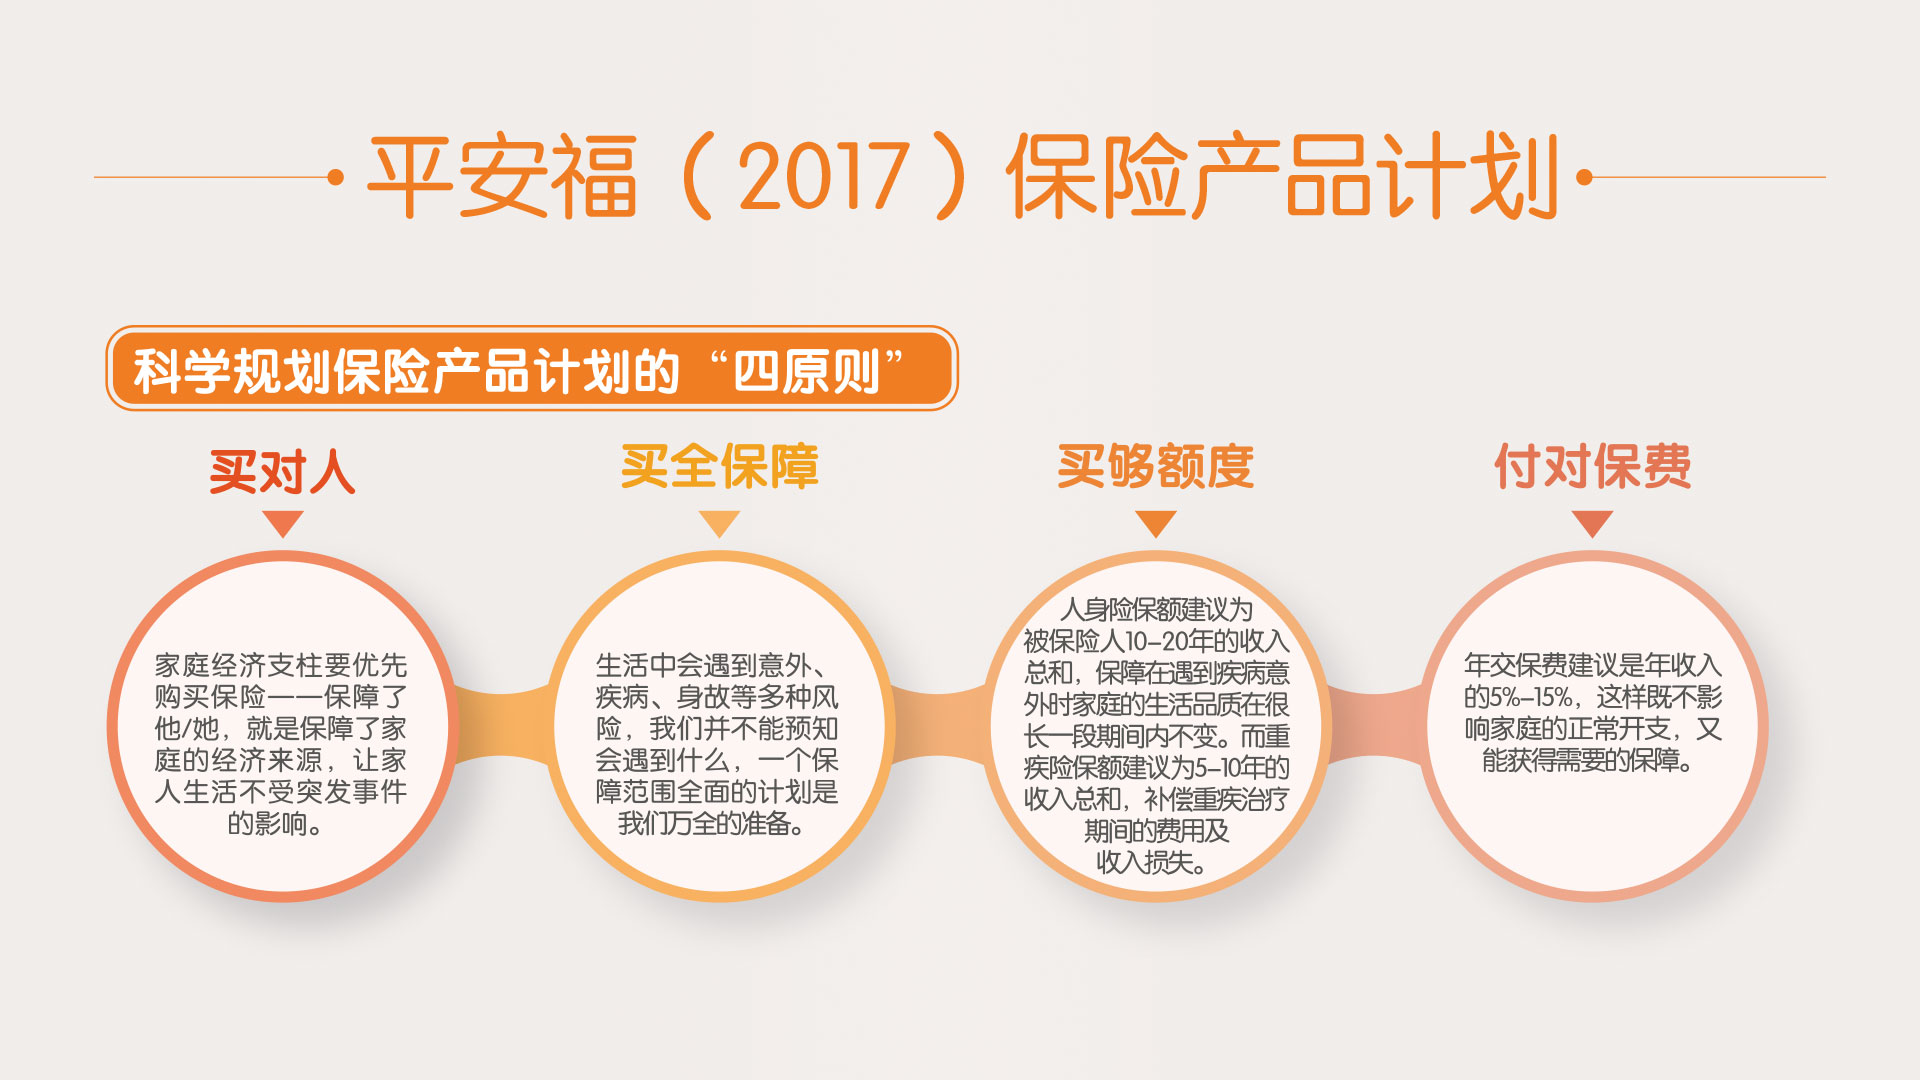 平安福（2017）保险产品计划
科学规划保险产品计划的“四原则”
买对人
家庭经济支柱要优先
购买保险一一保障了
他/她，就是保障了家
庭的经济来源，让家
人生活不受突发事件
的影响。
买全保障
生活中会遇到意外、
疾病、身故等多种风
险，我们并不能预知
会遇到什么，一个保
障范围全面的计划是
我们万全的准备。
买够额度
人身险保额建议为
被保险人10-20年的收入
总和，保障在遇到疾病意
外时家庭的生活品质在很
长一段期间内不变。而重
疾险保额建议为5-10年的
收入总和，补偿重疾治疗
期间的费用及
收入损失。
付对保费
年交保费建议是年收入
的5%-15%，这样既不影
响家庭的正常开支，又
能获得需要的保障。